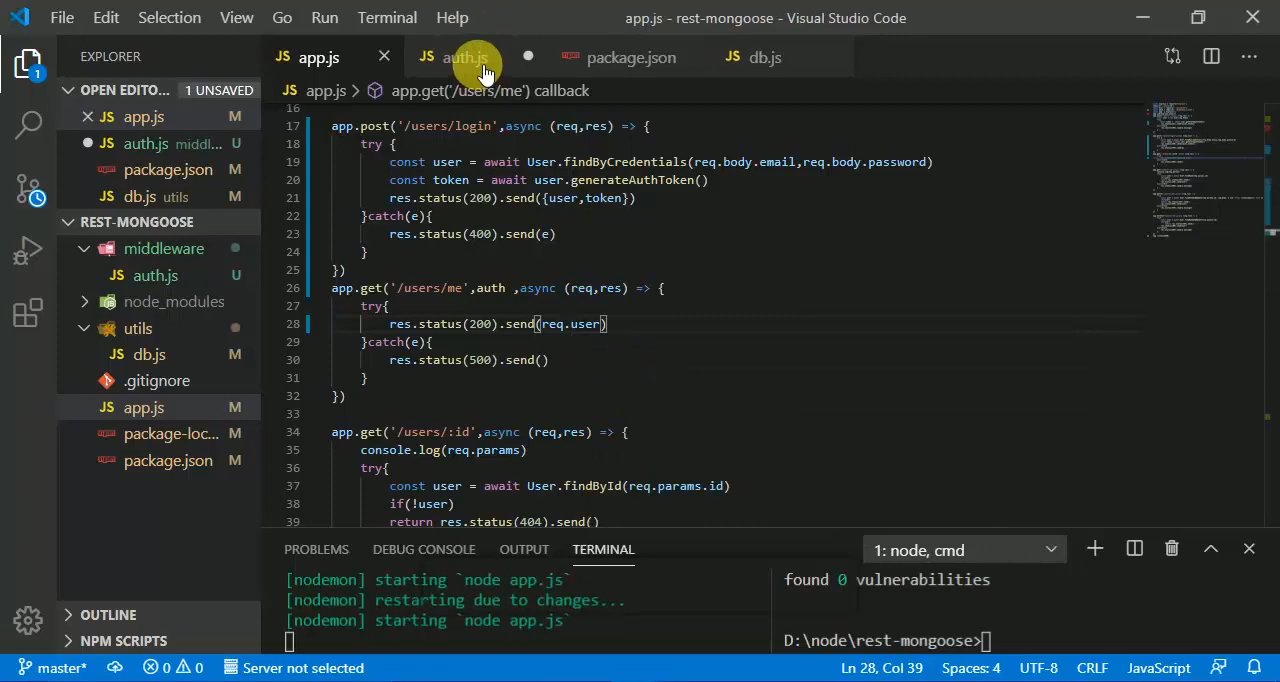 File Edit Selection View Go Run Terminal Help app.js - rest-mongoose - Visual Studio Code
EXPLORER
JS app.js JS auth.js package.json JS db.js
OPEN EDITO... 1 UNSAVED
JS app.js > app.get('/users/me') callback
JS app.js M
JS auth.js middl... U
package.json M
JS db.js utils M
REST-MONGOOSE
middleware
JS auth.js U
node_modules
utils
JS db.js M
.gitignore
JS app.js M
package-loc... M
package.json M
OUTLINE
NPM SCRIPTS
1
16
17 app.post('/users/login',async (req,res) => {
18 try {
19 const user = await User.findByCredentials(req.body.email,req.body.password)
20 const token = await user.generateAuthToken()
21 res.status(200).send({user,token})
22 }catch(e){
23 res.status(400).send(e)
24 }
25 })
26 app.get('/users/me',auth ,async (req,res) => {
27 try{
28 res.status(200).send(req.user)
29 }catch(e){
30 res.status(500).send()
31 }
32 })
33
34 app.get('/users/:id',async (req,res) => {
35 console.log(req.params)
36 try{
37 const user = await User.findById(req.params.id)
38 if(!user)
39 return res.status(404).send()
PROBLEMS DEBUG CONSOLE OUTPUT TERMINAL 1: node, cmd
[nodemon] starting `node app.js`
[nodemon] restarting due to changes...
[nodemon] starting `node app.js`
found 0 vulnerabilities
D:\node\rest-mongoose>
master* 0 0 Server not selected Ln 28, Col 39 Spaces: 4 UTF-8 CRLF JavaScript